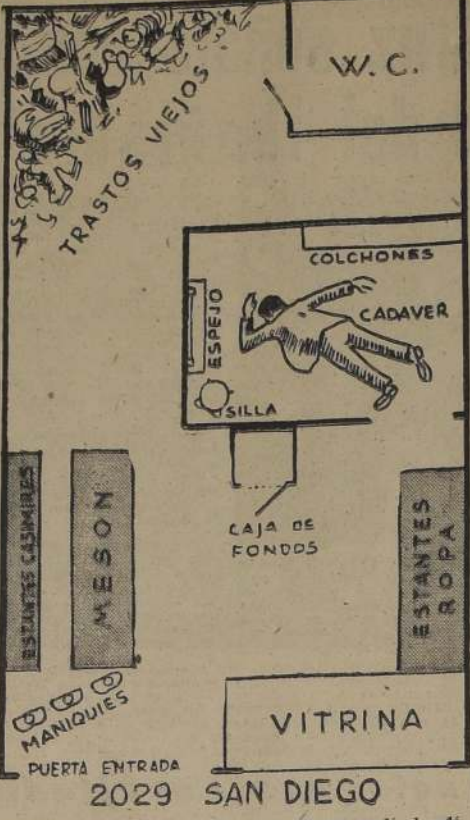 W. C.
TRASTOS VIEJOS
COLCHONES
CADAVER
ESPEJO
SILLA
CAJA DE
FONDOS
ESTANTES CASIMIRES
MESON
ESTANTES
ROPA
MANIQUIES
VITRINA
PUERTA ENTRADA
2029 SAN DIEGO